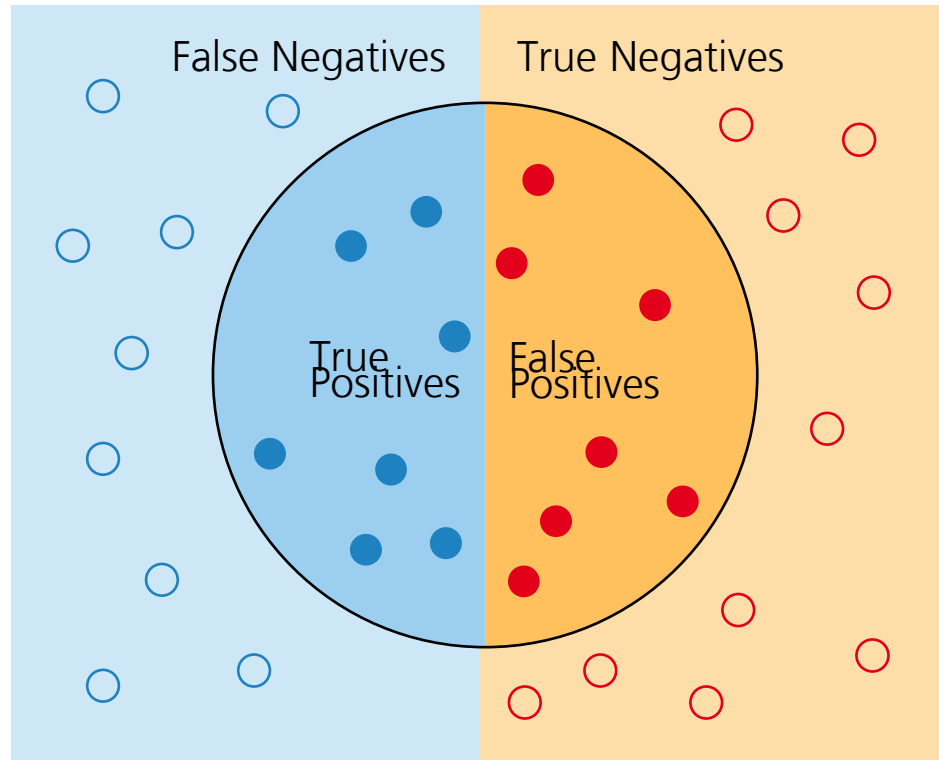 False Negatives
True Negatives
True
Positives
False
Positives